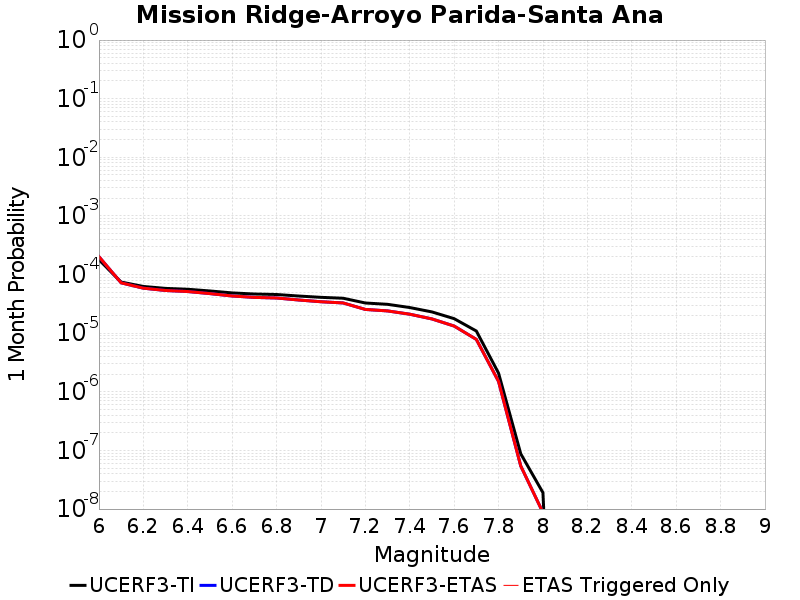 Mission Ridge-Arroyo Parida-Santa Ana
10^0
10^-1
10^-2
10^-3
10^-4
10^-5
10^-6
10^-7
10^-8
1 Month Probability
6 6.2 6.4 6.6 6.8 7 7.2 7.4 7.6 7.8 8 8.2 8.4 8.6 8.8 9
Magnitude
UCERF3-TI UCERF3-TD UCERF3-ETAS ETAS Triggered Only